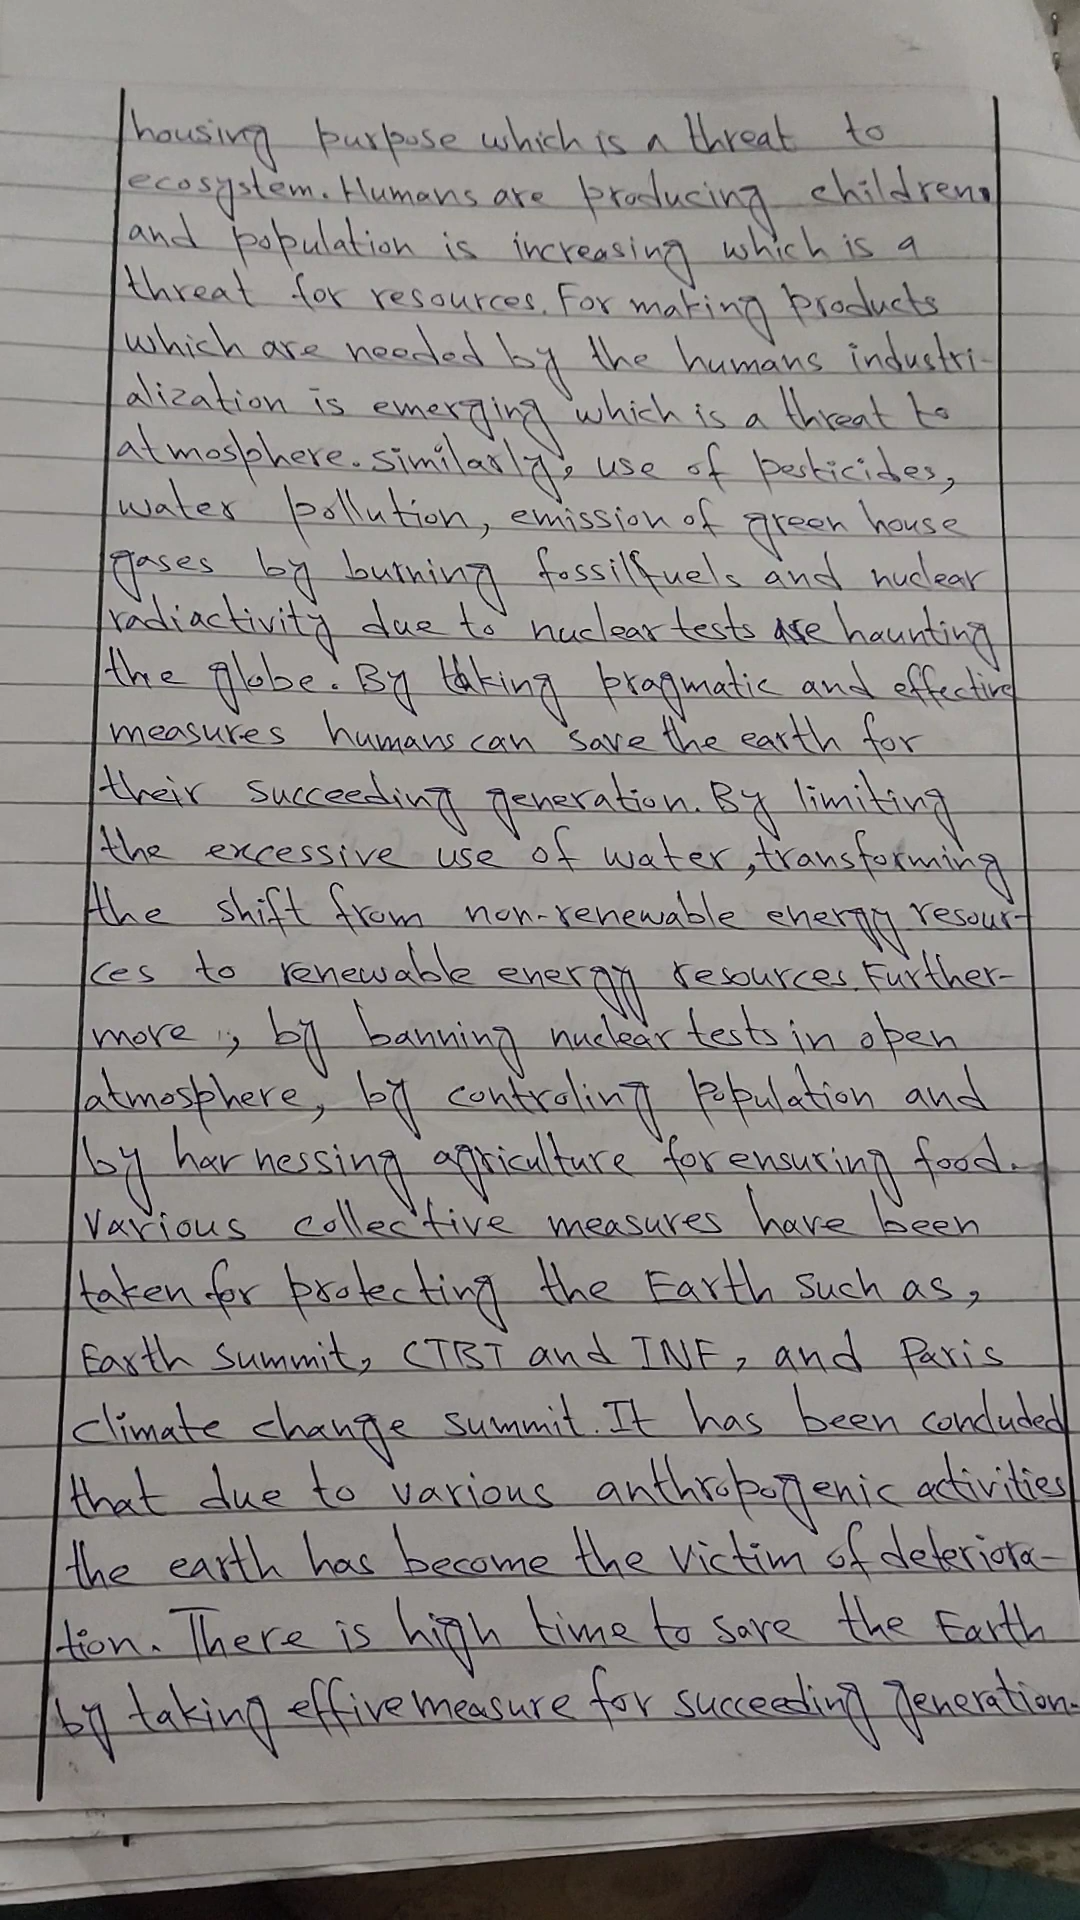 housing purpose which is a threat to
ecosystem. Humans are producing children,
and population is increasing which is a
threat for resources. For making products
which are needed by the humans industri-
alization is emerging which is a threat to
atmosphere. Similarly, use of pesticides,
water pollution, emission of green house
gases by burning fossil fuels and nuclear
radiactivity due to nuclear tests are haunting
the globe. By taking pragmatic and effective
measures humans can save the earth for
their succeeding generation. By limiting
the excessive use of water, transforming
the shift from non-renewable energy resour-
ces to renewable energy resources. Further-
more, by banning nuclear tests in open
atmosphere, by controling population and
by harnessing agriculture for ensuring food.
Various collective measures have been
taken for protecting the Earth such as,
Earth summit, CTBT and INF, and Paris
climate change summit. It has been concluded
that due to various anthropogenic activities
the earth has become the victim of deteriora-
tion. There is high time to save the Earth
by taking effive measure for succeeding generation.